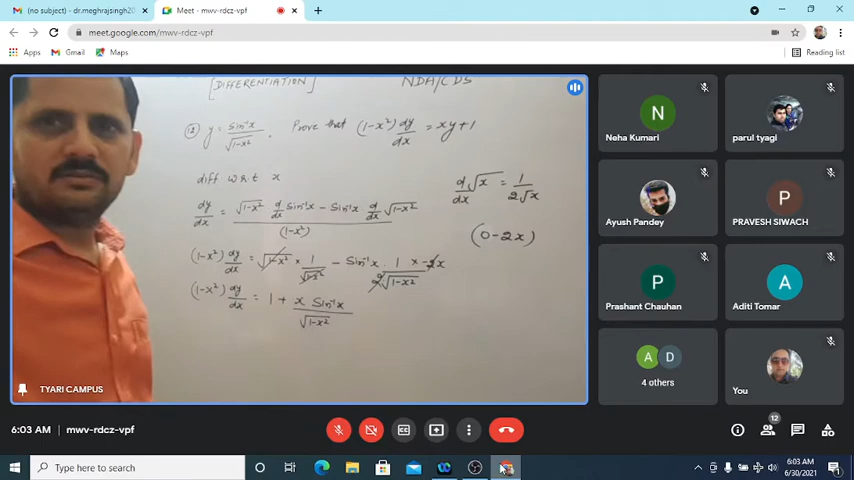 (no subject) - dr.meghrajsingh20
Meet - mwv-rdcz-vpf
meet.google.com/mwv-rdcz-vpf
Apps
Gmail
Maps
Reading list
[DIFFERENTIATION] NDA/CDS
(12) y = sin⁻¹x / √(1-x²) . Prove that (1-x²) dy/dx = xy+1
diff w.r.t x
d/dx √x = 1/(2√x)
dy/dx = (√(1-x²) d/dx Sin⁻¹x - Sin⁻¹x d/dx √(1-x²)) / (1-x²)
(0-2x)
(1-x²) dy/dx = √(1-x²) × 1/√(1-x²) - Sin⁻¹x . 1/(2√(1-x²)) × -2x
(1-x²) dy/dx = 1 + x Sin⁻¹x / √(1-x²)
TYARI CAMPUS
N
Neha Kumari
parul tyagi
Ayush Pandey
P
PRAVESH SIWACH
P
Prashant Chauhan
A
Aditi Tomar
A D
4 others
You
6:03 AM
mwv-rdcz-vpf
12
Type here to search
6:03 AM
6/30/2021